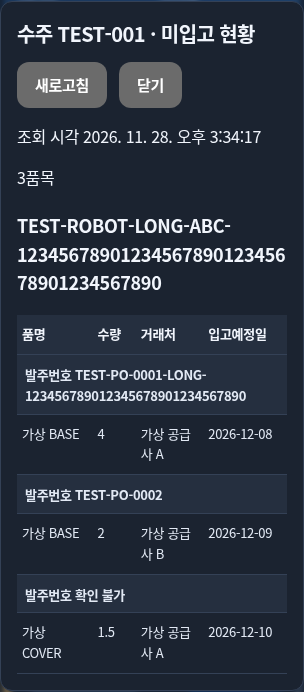 수주 TEST-001 · 미입고 현황
새로고침 닫기
조회 시각 2026. 11. 28. 오후 3:34:17
3품목
TEST-ROBOT-LONG-ABC-
12345678901234567890123456
78901234567890
품명 수량 거래처 입고예정일
발주번호 TEST-PO-0001-LONG-
123456789012345678901234567890
가상 BASE 4 가상 공급 2026-12-08
사 A
발주번호 TEST-PO-0002
가상 BASE 2 가상 공급 2026-12-09
사 B
발주번호 확인 불가
가상 1.5 가상 공급 2026-12-10
COVER 사 A